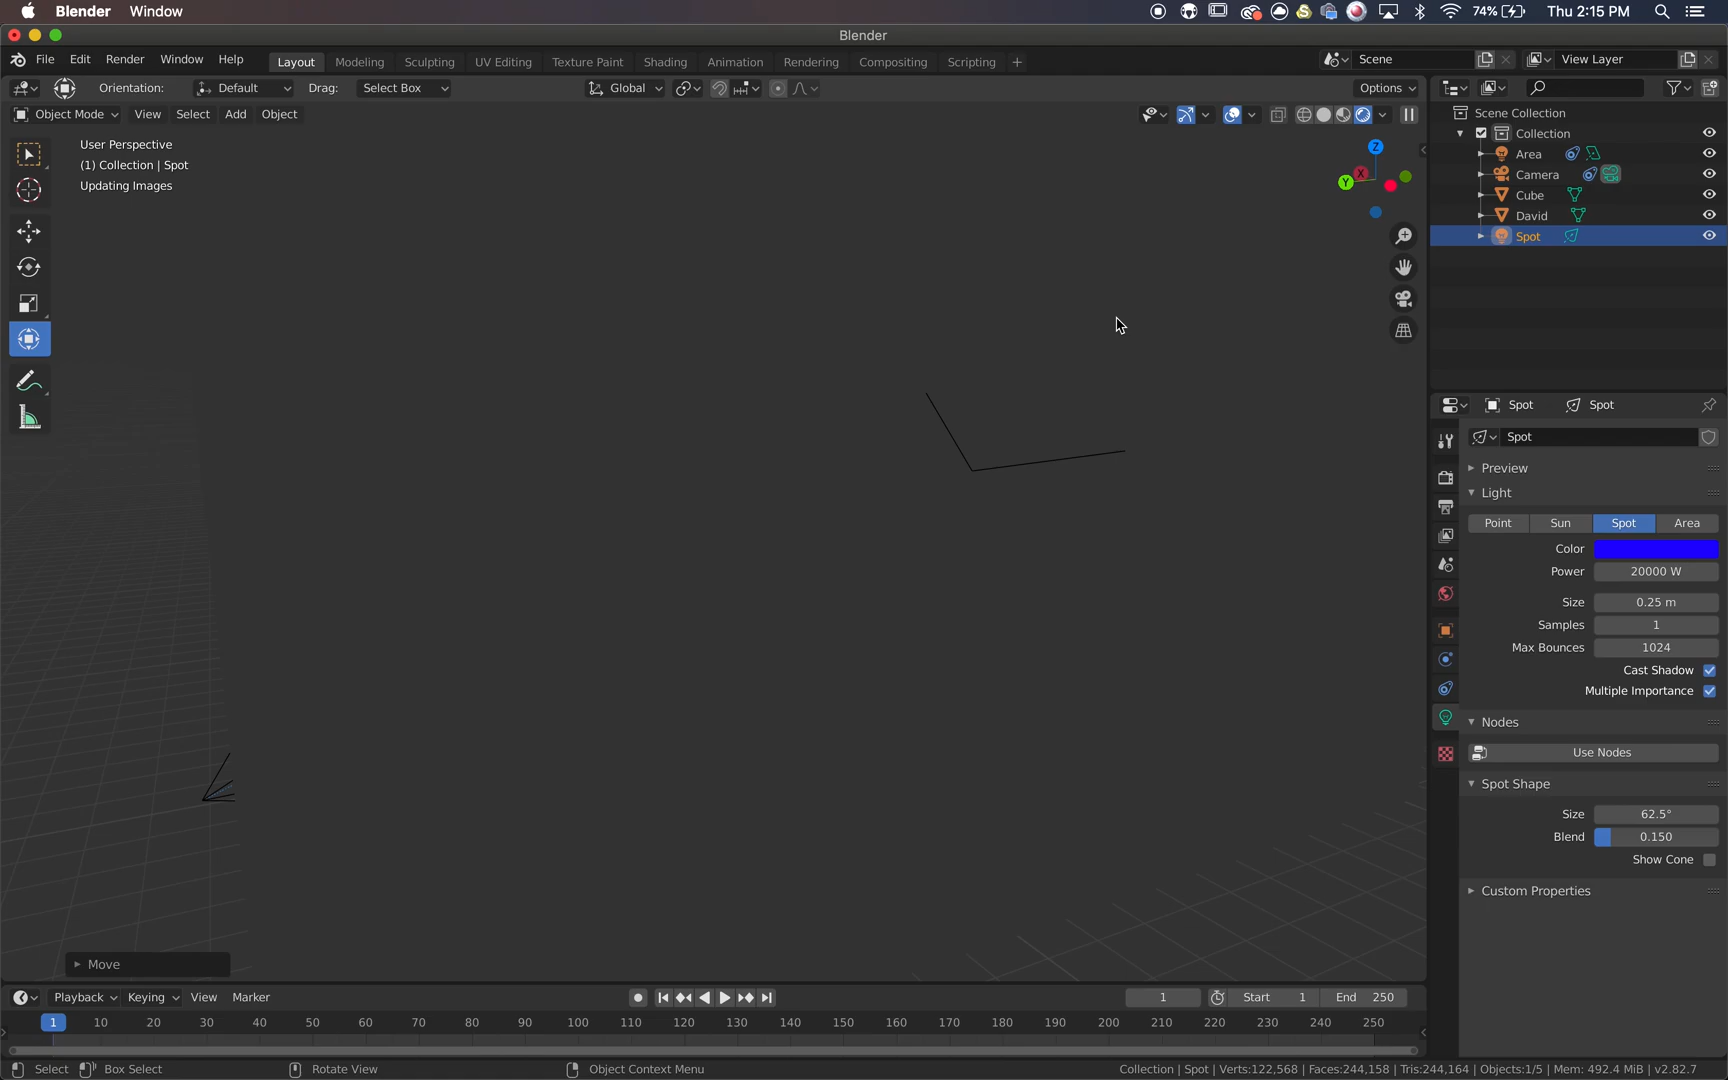 Blender Window 74% Thu 2:15 PM
Blender
File Edit Render Window Help Layout Modeling Sculpting UV Editing Texture Paint Shading Animation Rendering Compositing Scripting + Scene View Layer
Orientation: Default Drag: Select Box Global Options
Object Mode View Select Add Object
Scene Collection
Collection
Area
Camera
Cube
David
Spot
User Perspective
(1) Collection | Spot
Updating Images
Z
X
Y
Spot Spot
Spot
Preview
Light
Point Sun Spot Area
Color
Power 20000 W
Size 0.25 m
Samples 1
Max Bounces 1024
Cast Shadow
Multiple Importance
Nodes
Use Nodes
Spot Shape
Size 62.5°
Blend 0.150
Show Cone
Custom Properties
Move
Playback Keying View Marker 1 Start 1 End 250
1 10 20 30 40 50 60 70 80 90 100 110 120 130 140 150 160 170 180 190 200 210 220 230 240 250
Select Box Select Rotate View Object Context Menu Collection | Spot | Verts:122,568 | Faces:244,158 | Tris:244,164 | Objects:1/5 | Mem: 492.4 MiB | v2.82.7